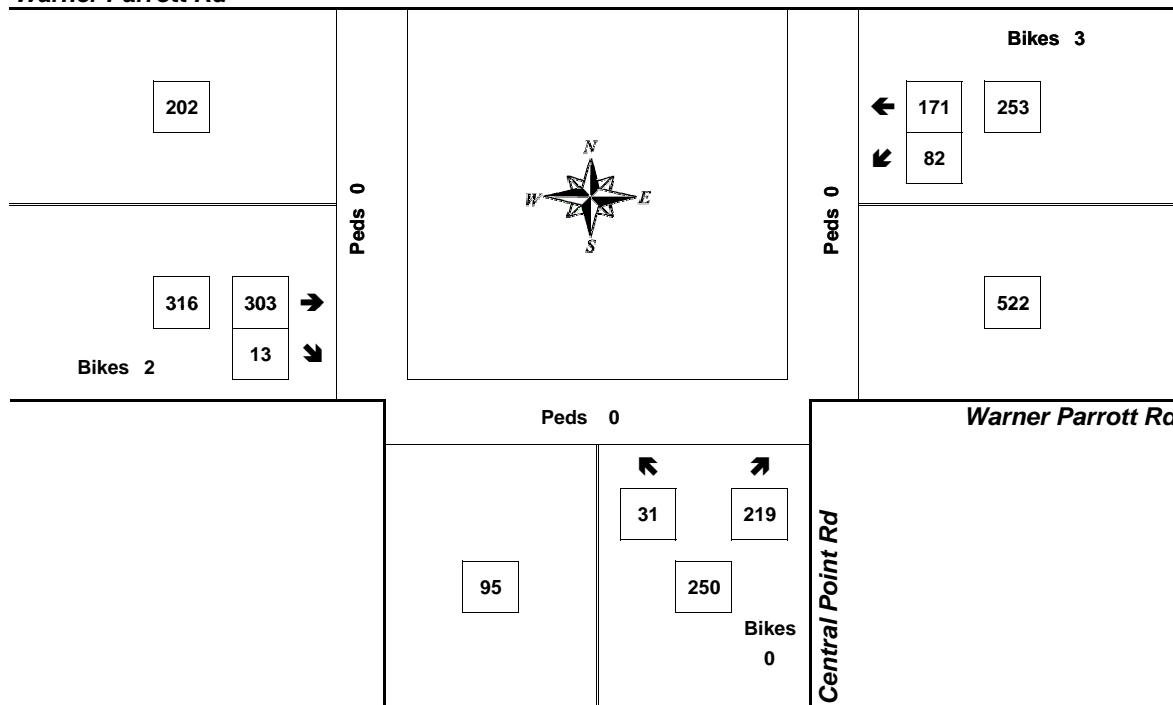 Warner Parrott Rd
Bikes 3
202
171 253
82
N
W E
S
Peds 0
Peds 0
316 303
522
13
Bikes 2
Peds 0
Warner Parrott Rd
31 219
95
250
Bikes
0
Central Point Rd